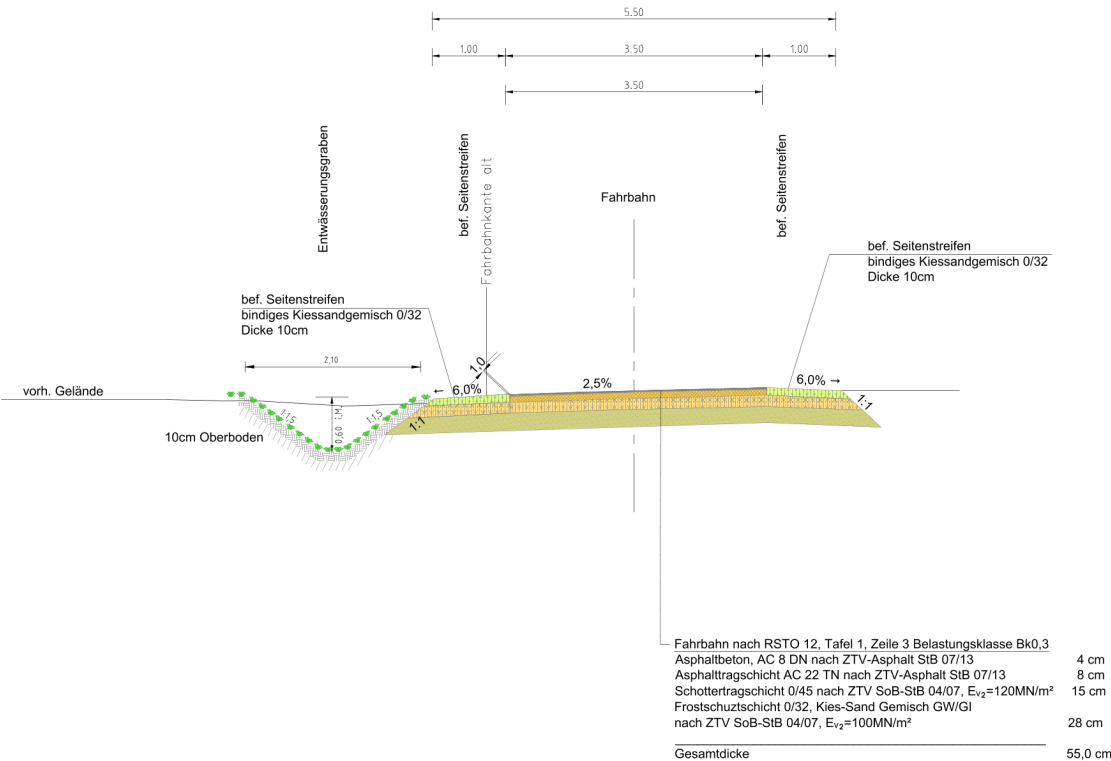 5.50
1.00
3.50
1.00
3.50
Entwässerungsgraben
bef. Seitenstreifen
Fahrbahnkante alt
Fahrbahn
bef. Seitenstreifen
bef. Seitenstreifen
bindiges Kiessandgemisch 0/32
Dicke 10cm
bef. Seitenstreifen
bindiges Kiessandgemisch 0/32
Dicke 10cm
2,10
1,0
← 6,0%
2,5%
6,0% →
vorh. Gelände
1:1,5
0,60 i.M.
1:1,5
1:1
1:1
10cm Oberboden
Fahrbahn nach RSTO 12, Tafel 1, Zeile 3 Belastungsklasse Bk0,3
Asphaltbeton, AC 8 DN nach ZTV-Asphalt StB 07/13 4 cm
Asphalttragschicht AC 22 TN nach ZTV-Asphalt StB 07/13 8 cm
Schottertragschicht 0/45 nach ZTV SoB-StB 04/07, Ev₂=120MN/m² 15 cm
Frostschuztschicht 0/32, Kies-Sand Gemisch GW/GI
nach ZTV SoB-StB 04/07, Ev₂=100MN/m² 28 cm
Gesamtdicke 55,0 cm